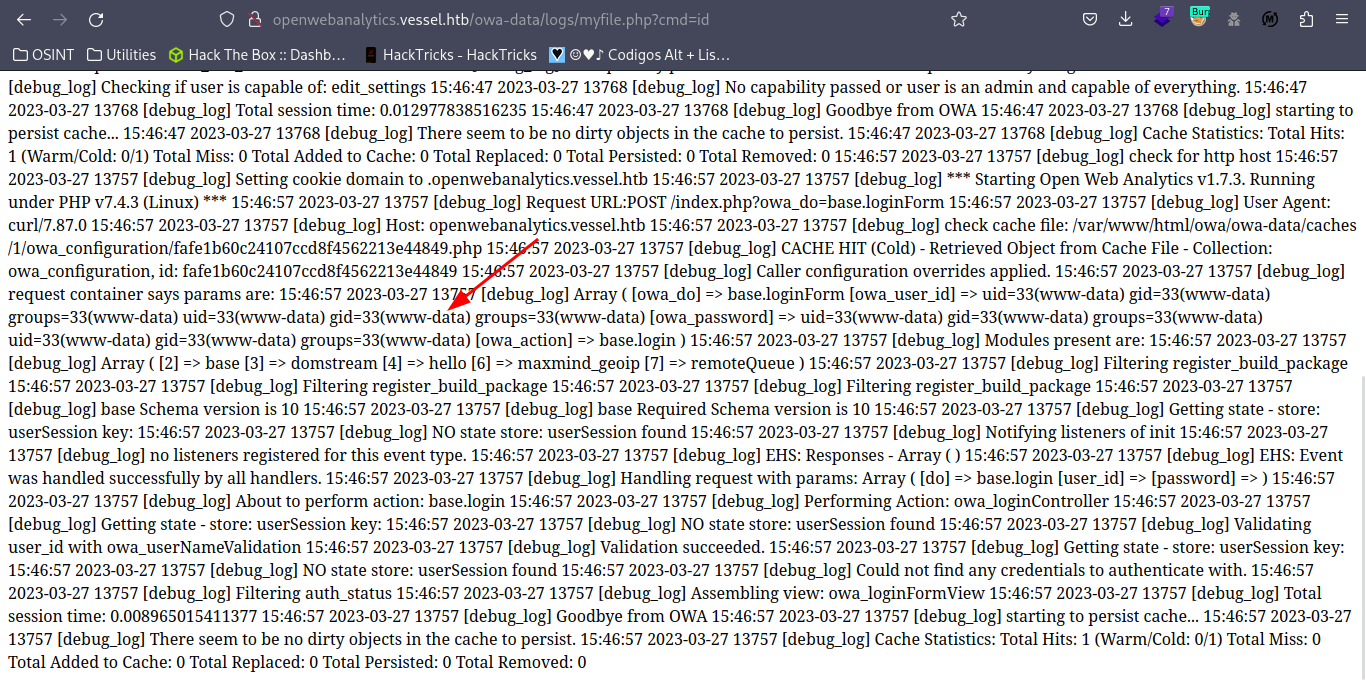 openwebanalytics.vessel.htb/owa-data/logs/myfile.php?cmd=id
7
Burp
OSINT Utilities Hack The Box :: Dashb… HackTricks - HackTricks ☺♥♪ Codigos Alt + Lis…
[debug_log] Checking if user is capable of: edit_settings 15:46:47 2023-03-27 13768 [debug_log] No capability passed or user is an admin and capable of everything. 15:46:47
2023-03-27 13768 [debug_log] Total session time: 0.012977838516235 15:46:47 2023-03-27 13768 [debug_log] Goodbye from OWA 15:46:47 2023-03-27 13768 [debug_log] starting to
persist cache... 15:46:47 2023-03-27 13768 [debug_log] There seem to be no dirty objects in the cache to persist. 15:46:47 2023-03-27 13768 [debug_log] Cache Statistics: Total Hits:
1 (Warm/Cold: 0/1) Total Miss: 0 Total Added to Cache: 0 Total Replaced: 0 Total Persisted: 0 Total Removed: 0 15:46:57 2023-03-27 13757 [debug_log] check for http host 15:46:57
2023-03-27 13757 [debug_log] Setting cookie domain to .openwebanalytics.vessel.htb 15:46:57 2023-03-27 13757 [debug_log] *** Starting Open Web Analytics v1.7.3. Running
under PHP v7.4.3 (Linux) *** 15:46:57 2023-03-27 13757 [debug_log] Request URL:POST /index.php?owa_do=base.loginForm 15:46:57 2023-03-27 13757 [debug_log] User Agent:
curl/7.87.0 15:46:57 2023-03-27 13757 [debug_log] Host: openwebanalytics.vessel.htb 15:46:57 2023-03-27 13757 [debug_log] check cache file: /var/www/html/owa/owa-data/caches
/1/owa_configuration/fafe1b60c24107ccd8f4562213e44849.php 15:46:57 2023-03-27 13757 [debug_log] CACHE HIT (Cold) - Retrieved Object from Cache File - Collection:
owa_configuration, id: fafe1b60c24107ccd8f4562213e44849 15:46:57 2023-03-27 13757 [debug_log] Caller configuration overrides applied. 15:46:57 2023-03-27 13757 [debug_log]
request container says params are: 15:46:57 2023-03-27 13757 [debug_log] Array ( [owa_do] => base.loginForm [owa_user_id] => uid=33(www-data) gid=33(www-data)
groups=33(www-data) uid=33(www-data) gid=33(www-data) groups=33(www-data) [owa_password] => uid=33(www-data) gid=33(www-data) groups=33(www-data)
uid=33(www-data) gid=33(www-data) groups=33(www-data) [owa_action] => base.login ) 15:46:57 2023-03-27 13757 [debug_log] Modules present are: 15:46:57 2023-03-27 13757
[debug_log] Array ( [2] => base [3] => domstream [4] => hello [6] => maxmind_geoip [7] => remoteQueue ) 15:46:57 2023-03-27 13757 [debug_log] Filtering register_build_package
15:46:57 2023-03-27 13757 [debug_log] Filtering register_build_package 15:46:57 2023-03-27 13757 [debug_log] Filtering register_build_package 15:46:57 2023-03-27 13757
[debug_log] base Schema version is 10 15:46:57 2023-03-27 13757 [debug_log] base Required Schema version is 10 15:46:57 2023-03-27 13757 [debug_log] Getting state - store:
userSession key: 15:46:57 2023-03-27 13757 [debug_log] NO state store: userSession found 15:46:57 2023-03-27 13757 [debug_log] Notifying listeners of init 15:46:57 2023-03-27
13757 [debug_log] no listeners registered for this event type. 15:46:57 2023-03-27 13757 [debug_log] EHS: Responses - Array ( ) 15:46:57 2023-03-27 13757 [debug_log] EHS: Event
was handled successfully by all handlers. 15:46:57 2023-03-27 13757 [debug_log] Handling request with params: Array ( [do] => base.login [user_id] => [password] => ) 15:46:57
2023-03-27 13757 [debug_log] About to perform action: base.login 15:46:57 2023-03-27 13757 [debug_log] Performing Action: owa_loginController 15:46:57 2023-03-27 13757
[debug_log] Getting state - store: userSession key: 15:46:57 2023-03-27 13757 [debug_log] NO state store: userSession found 15:46:57 2023-03-27 13757 [debug_log] Validating
user_id with owa_userNameValidation 15:46:57 2023-03-27 13757 [debug_log] Validation succeeded. 15:46:57 2023-03-27 13757 [debug_log] Getting state - store: userSession key:
15:46:57 2023-03-27 13757 [debug_log] NO state store: userSession found 15:46:57 2023-03-27 13757 [debug_log] Could not find any credentials to authenticate with. 15:46:57
2023-03-27 13757 [debug_log] Filtering auth_status 15:46:57 2023-03-27 13757 [debug_log] Assembling view: owa_loginFormView 15:46:57 2023-03-27 13757 [debug_log] Total
session time: 0.008965015411377 15:46:57 2023-03-27 13757 [debug_log] Goodbye from OWA 15:46:57 2023-03-27 13757 [debug_log] starting to persist cache... 15:46:57 2023-03-27
13757 [debug_log] There seem to be no dirty objects in the cache to persist. 15:46:57 2023-03-27 13757 [debug_log] Cache Statistics: Total Hits: 1 (Warm/Cold: 0/1) Total Miss: 0
Total Added to Cache: 0 Total Replaced: 0 Total Persisted: 0 Total Removed: 0